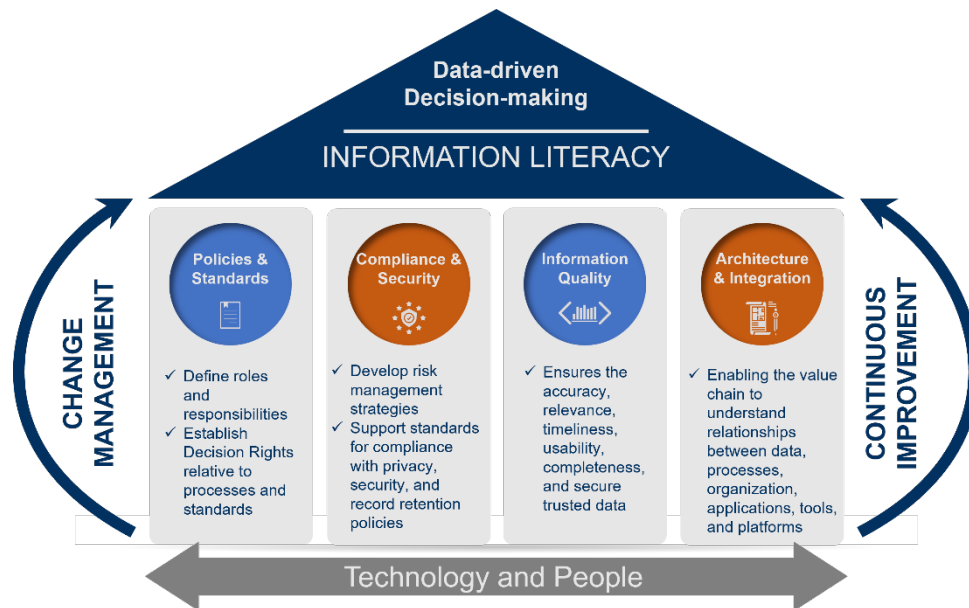 Data-driven
Decision-making
INFORMATION LITERACY
CHANGE
MANAGEMENT
Policies &
Standards
✓ Define roles
and
responsibilities
✓ Establish
Decision Rights
relative to
processes and
standards
Compliance &
Security
✓ Develop risk
management
strategies
✓ Support standards
for compliance
with privacy,
security, and
record retention
policies
Information
Quality
✓ Ensures the
accuracy,
relevance,
timeliness,
usability,
completeness,
and secure
trusted data
Architecture
& Integration
✓ Enabling the value
chain to
understand
relationships
between data,
processes,
organization,
applications, tools,
and platforms
CONTINUOUS
IMPROVEMENT
Technology and People